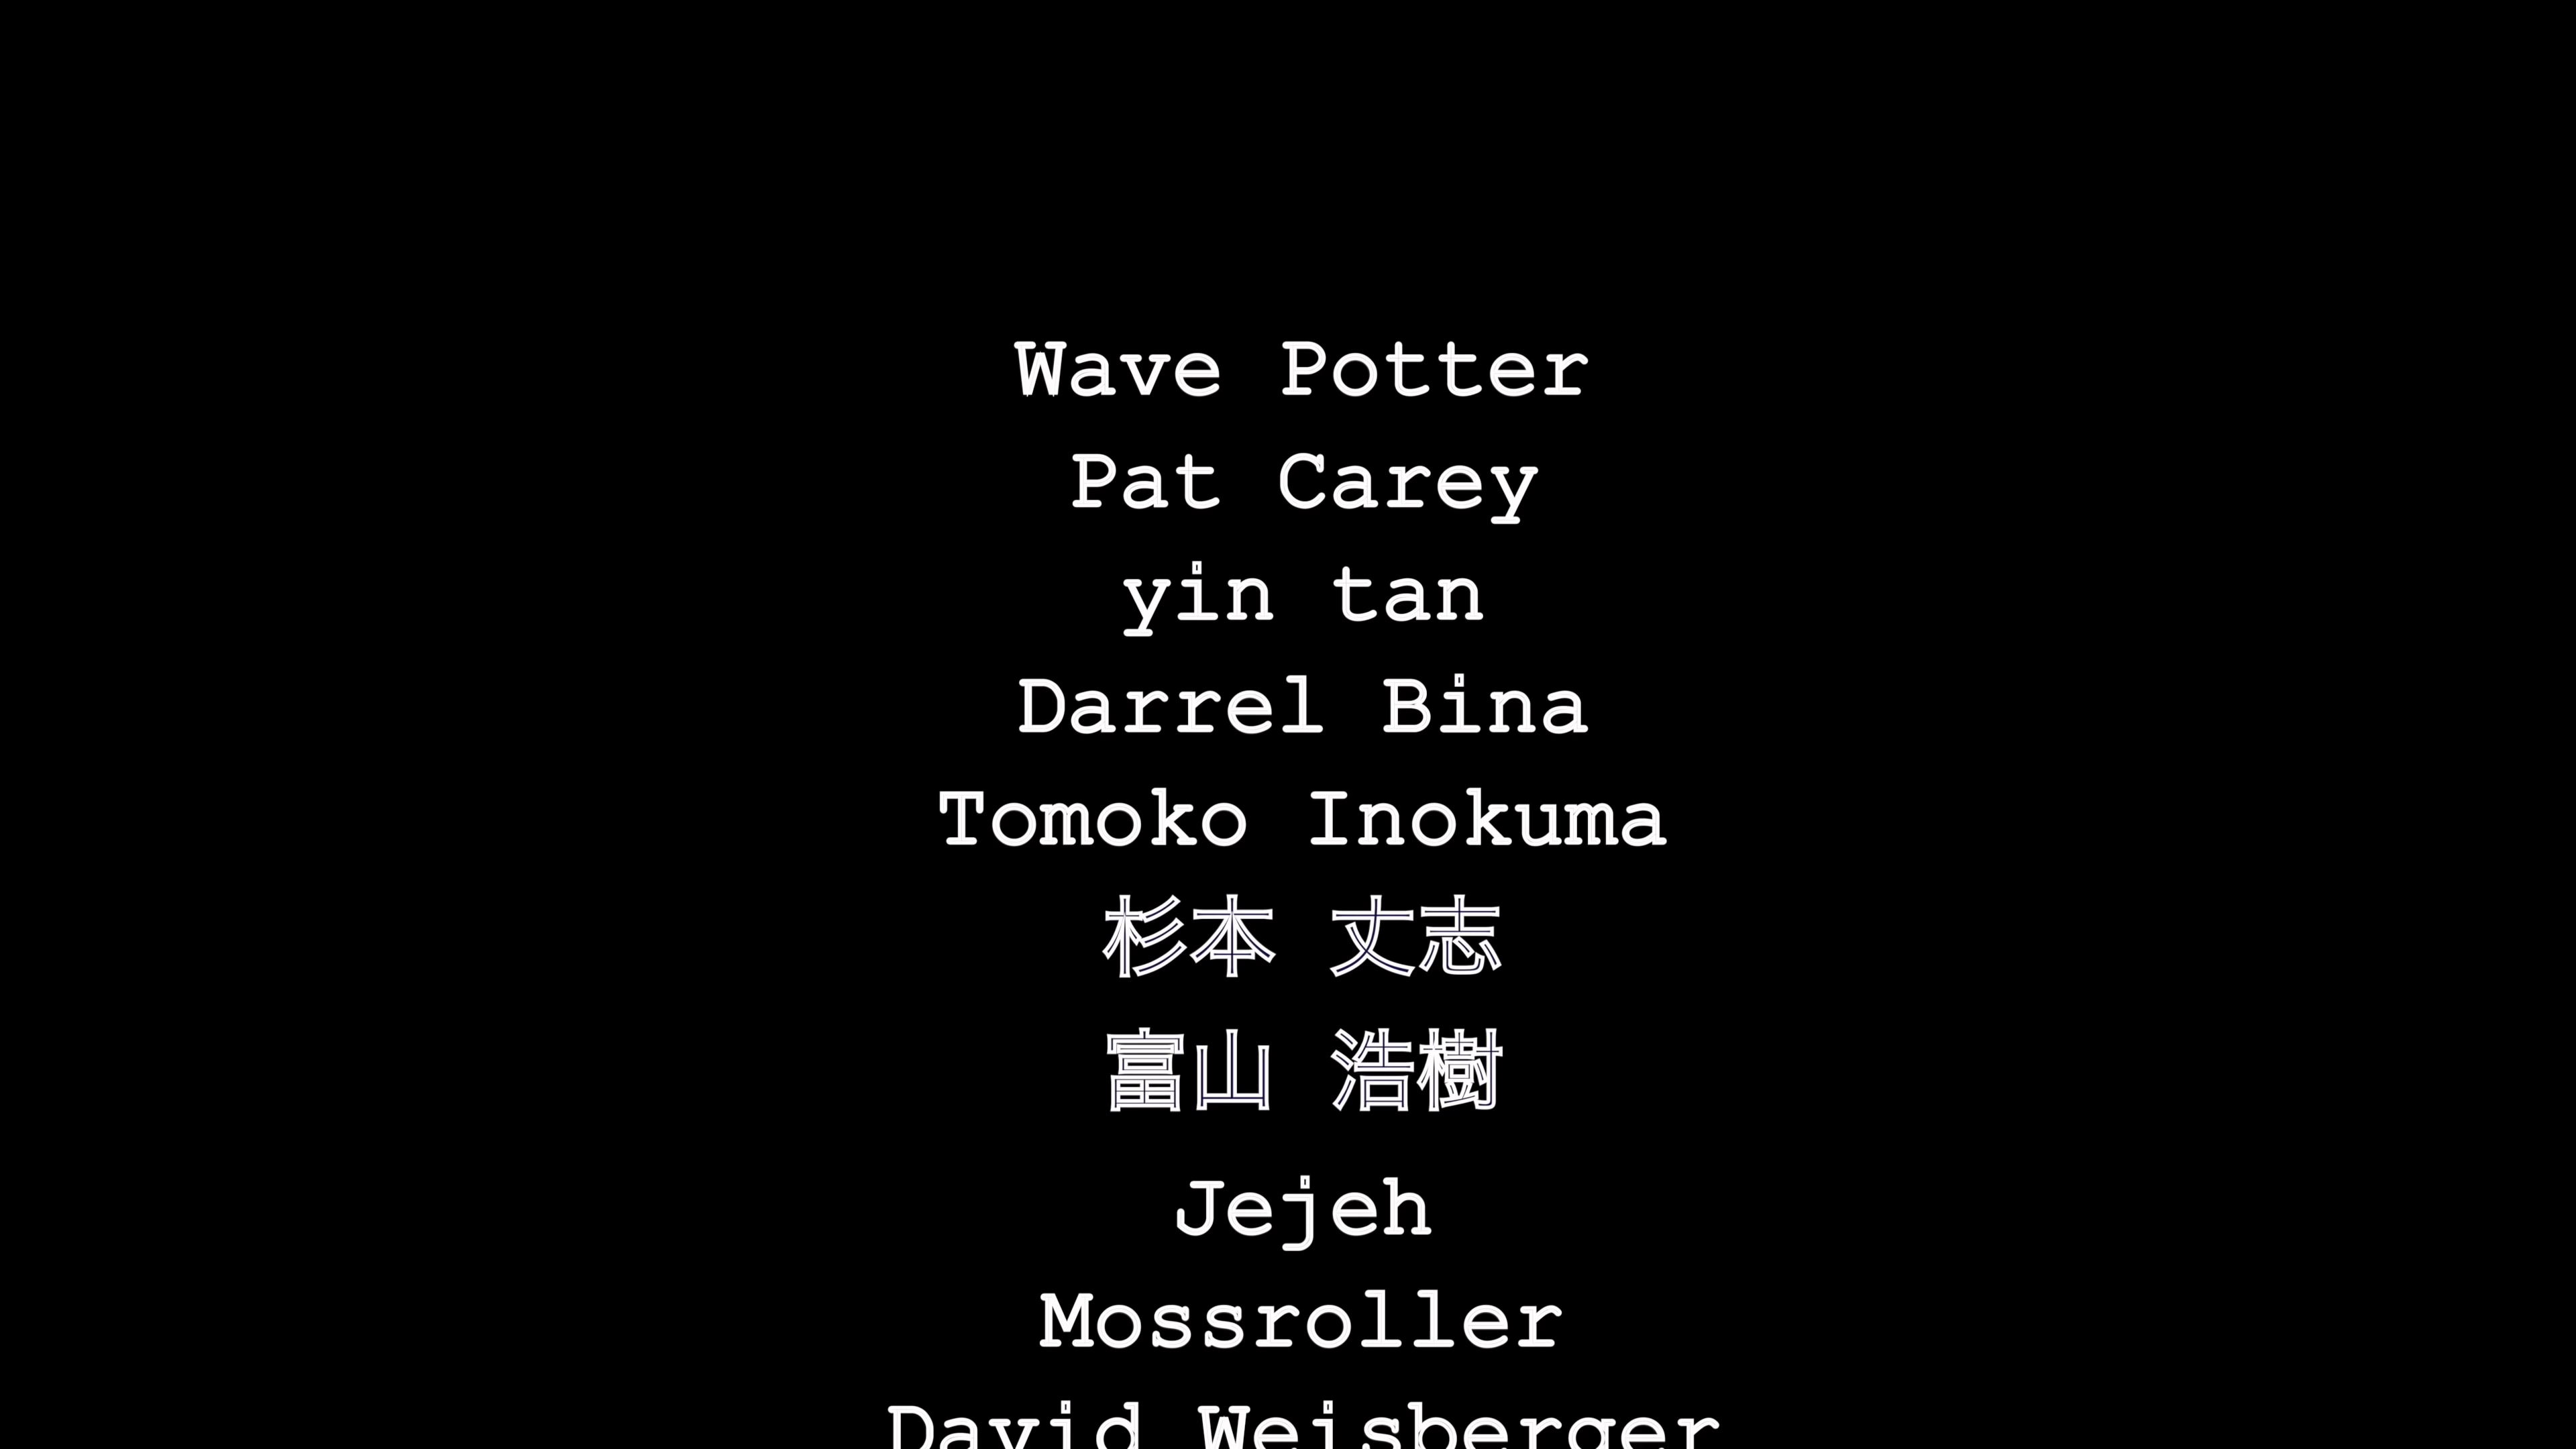 Wave Potter
Pat Carey
yin tan
Darrel Bina
Tomoko Inokuma
杉本 丈志
富山 浩樹
Jejeh
Mossroller
David Weisberger